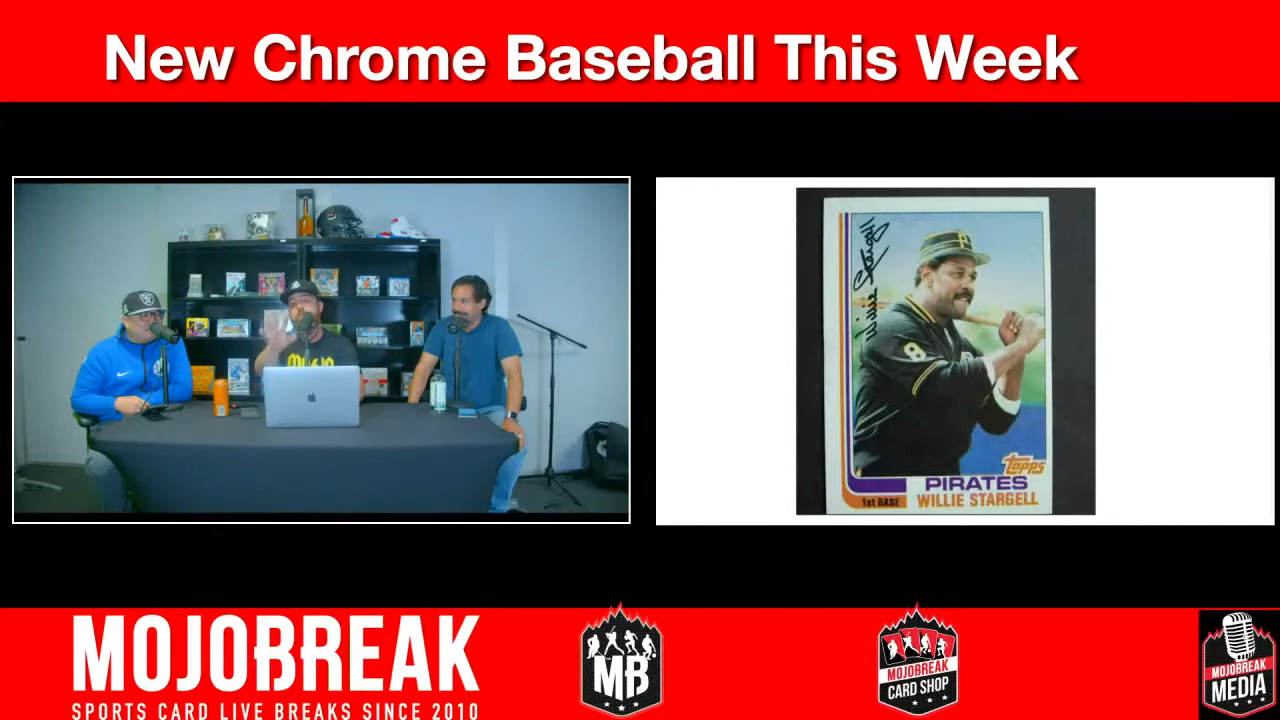 New Chrome Baseball This Week
Willie Stargell
P
8
Topps
PIRATES
1st BASE
WILLIE STARGELL
MOJO
MOJOBREAK
SPORTS CARD LIVE BREAKS SINCE 2010
MB
MOJOBREAK
CARD SHOP
MOJOBREAK
MEDIA